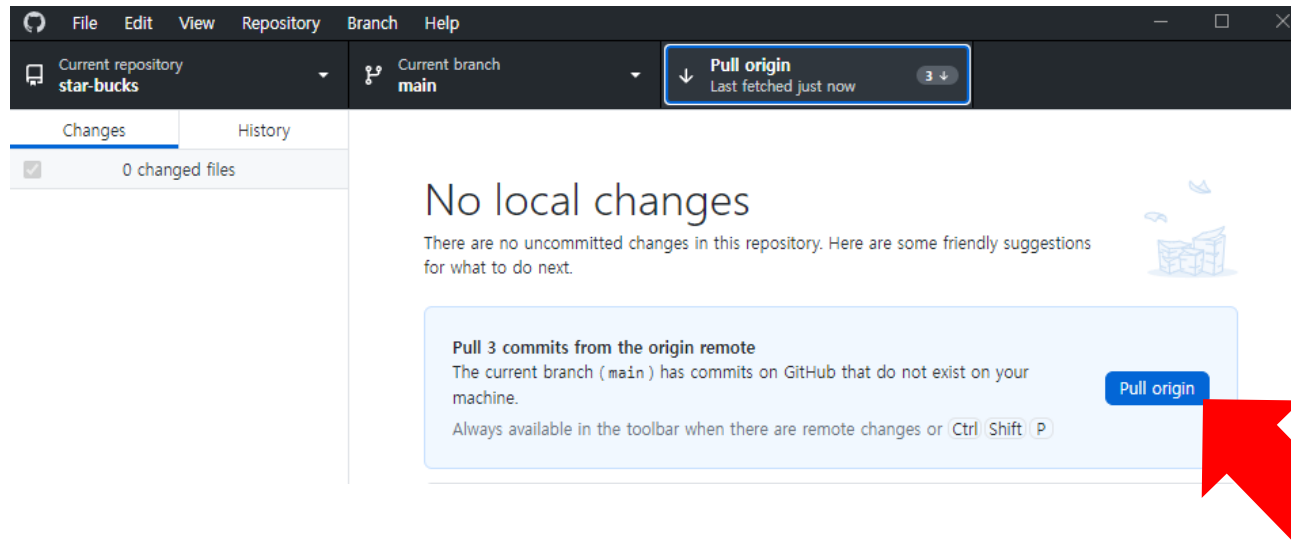 File Edit View Repository Branch Help
Current repository
star-bucks
Current branch
main
Pull origin
Last fetched just now
3
Changes History
0 changed files
No local changes
There are no uncommitted changes in this repository. Here are some friendly suggestions
for what to do next.
Pull 3 commits from the origin remote
The current branch (main) has commits on GitHub that do not exist on your
machine.
Pull origin
Always available in the toolbar when there are remote changes or Ctrl Shift P